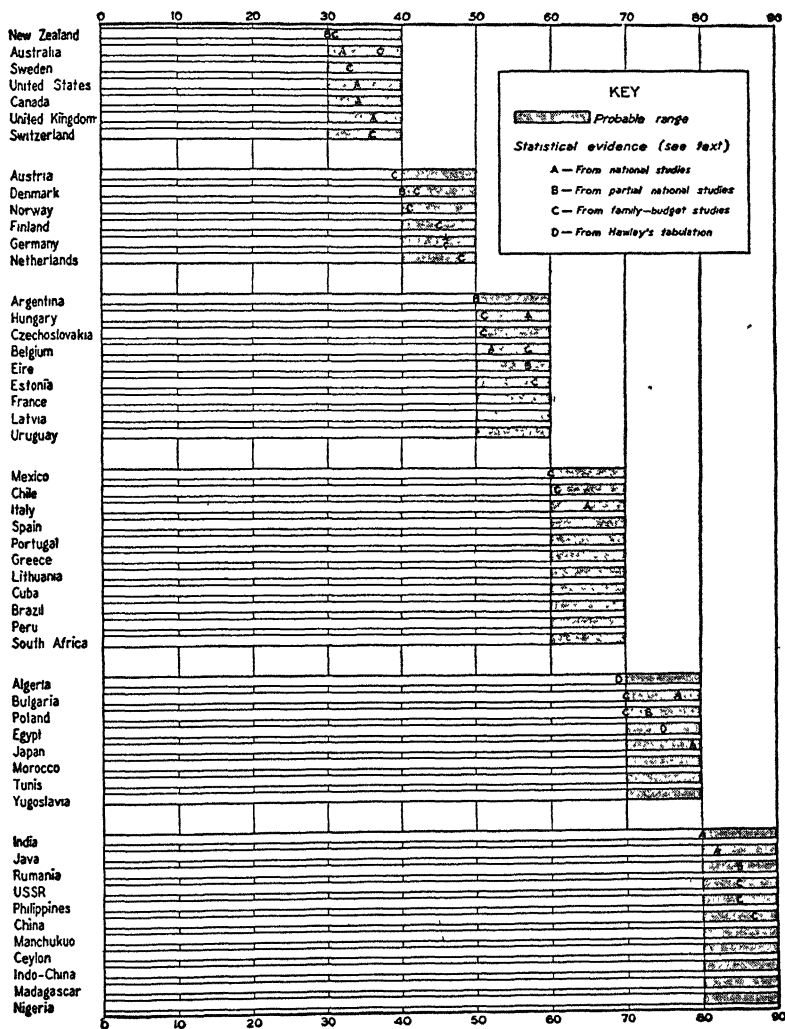 0 10 20 30 40 50 60 70 80 90
New Zealand B C
Australia A D
Sweden C
United States A
Canada A
United Kingdom A
Switzerland C
KEY
Probable range
Statistical evidence (see text)
A — From national studies
B — From partial national studies
C — From family-budget studies
D — From Hawley's tabulation
Austria C
Denmark B C
Norway C
Finland C
Germany
Netherlands C
Argentina B
Hungary C A
Czechoslovakia C
Belgium A C
Eire B
Estonia C
France
Latvia
Uruguay
Mexico C
Chile C
Italy A
Spain
Portugal
Greece
Lithuania
Cuba
Brazil
Peru
South Africa
Algeria D
Bulgaria C A
Poland C B
Egypt D
Japan A
Morocco
Tunis
Yugoslavia
India A
Java A
Rumania B
USSR C
Philippines C
China C
Manchukuo
Ceylon
Indo-China
Madagascar
Nigeria
0 10 20 30 40 50 60 70 80 90